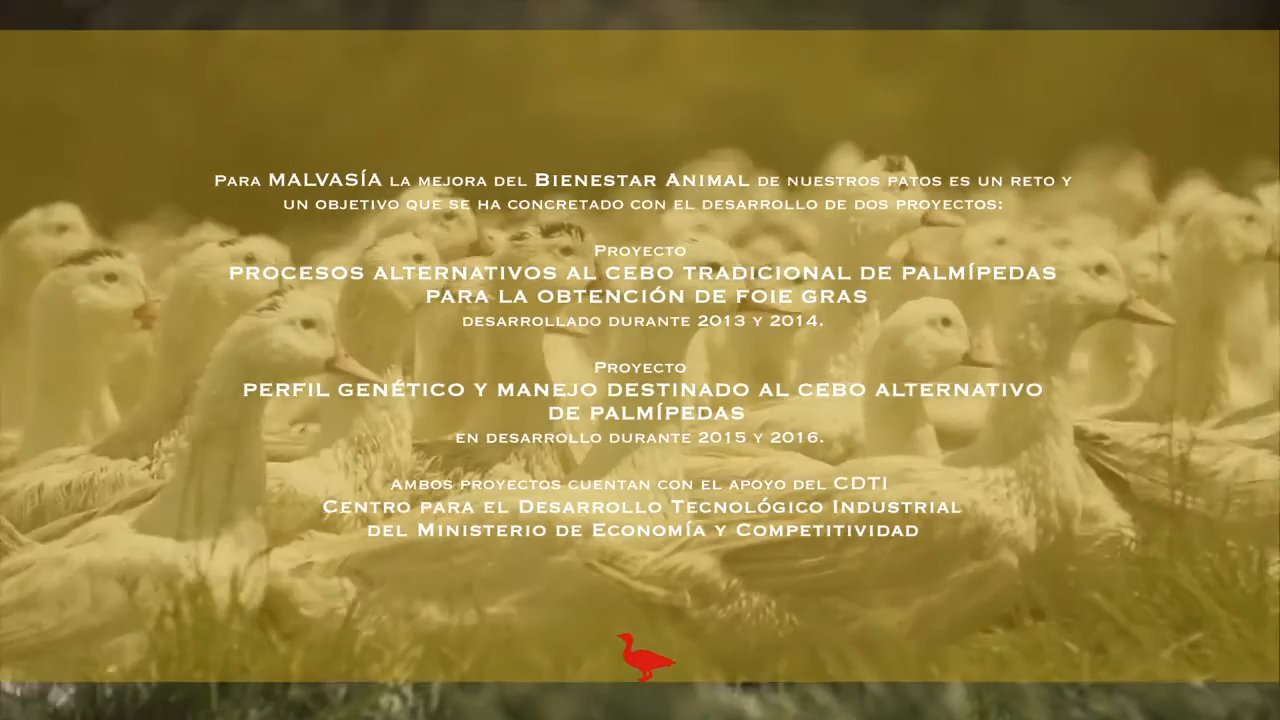 Para MALVASÍA la mejora del Bienestar Animal de nuestros patos es un reto y
un objetivo que se ha concretado con el desarrollo de dos proyectos:
Proyecto
PROCESOS ALTERNATIVOS AL CEBO TRADICIONAL DE PALMÍPEDAS
PARA LA OBTENCIÓN DE FOIE GRAS
desarrollado durante 2013 y 2014.
Proyecto
PERFIL GENÉTICO Y MANEJO DESTINADO AL CEBO ALTERNATIVO
DE PALMÍPEDAS
en desarrollo durante 2015 y 2016.
Ambos proyectos cuentan con el apoyo del CDTI
Centro para el Desarrollo Tecnológico Industrial
del Ministerio de Economía y Competitividad